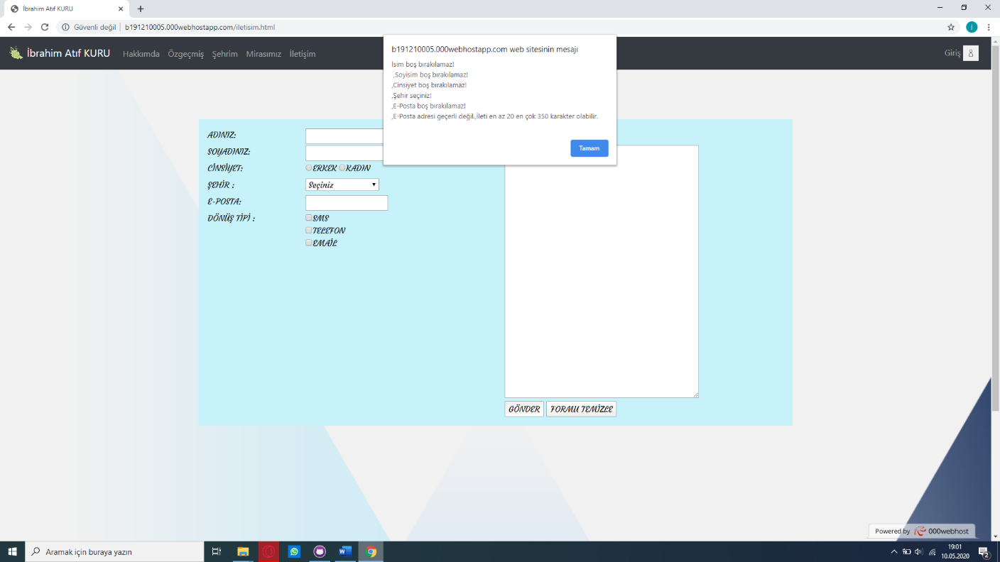 İbrahim Atıf KURU
Güvenli değil
b191210005.000webhostapp.com/iletisim.html
i
İbrahim Atıf KURU
Hakkımda Özgeçmiş Şehrim Mirasımız İletişim
Giriş
b191210005.000webhostapp.com web sitesinin mesajı
İsim boş bırakılamaz!
,Soyisim boş bırakılamaz!
,Cinsiyet boş bırakılamaz!
,Şehir seçiniz!
,E-Posta boş bırakılamaz!
,E-Posta adresi geçerli değil.,İleti en az 20 en çok 350 karakter olabilir.
Tamam
ADINIZ:
SOYADINIZ:
CİNSİYET: ERKEK KADIN
ŞEHİR : Seçiniz
E-POSTA:
DÖNÜŞ TİPİ : SMS
TELEFON
EMAİL
GÖNDER FORMU TEMİZLE
Powered by 000webhost
Aramak için buraya yazın
19:01
10.05.2020
2